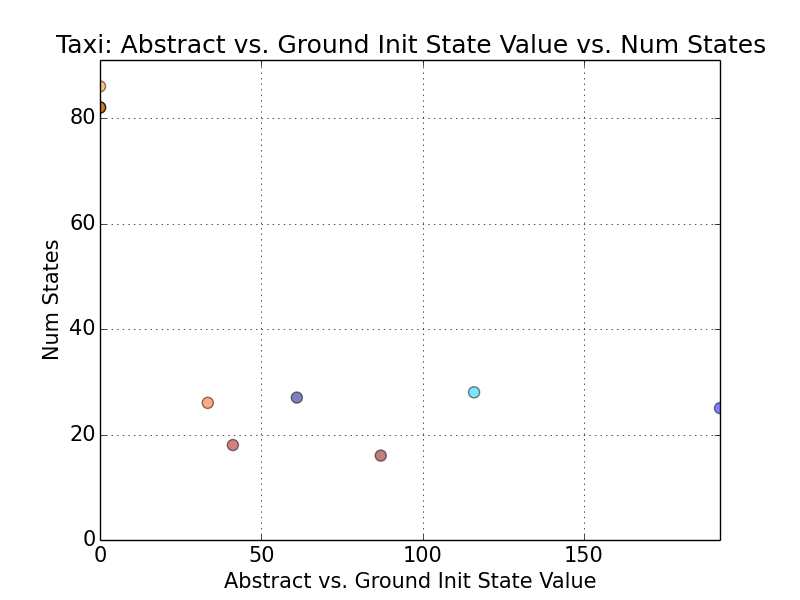 Taxi: Abstract vs. Ground Init State Value vs. Num States
80
60
40
20
0
Num States
0 50 100 150
Abstract vs. Ground Init State Value